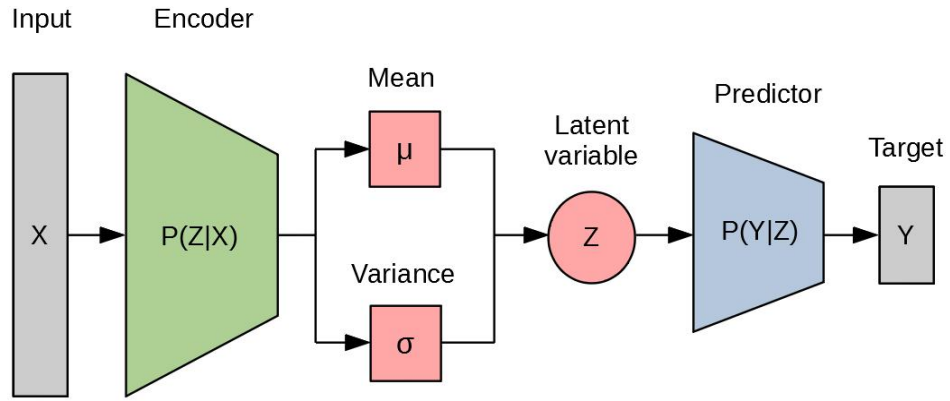 Input
Encoder
Mean
Predictor
Latent
variable
Target
X
P(Z|X)
μ
Z
P(Y|Z)
Y
Variance
σ